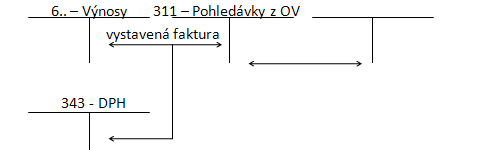 6.. – Výnosy 311 – Pohledávky z OV
vystavená faktura
343 - DPH